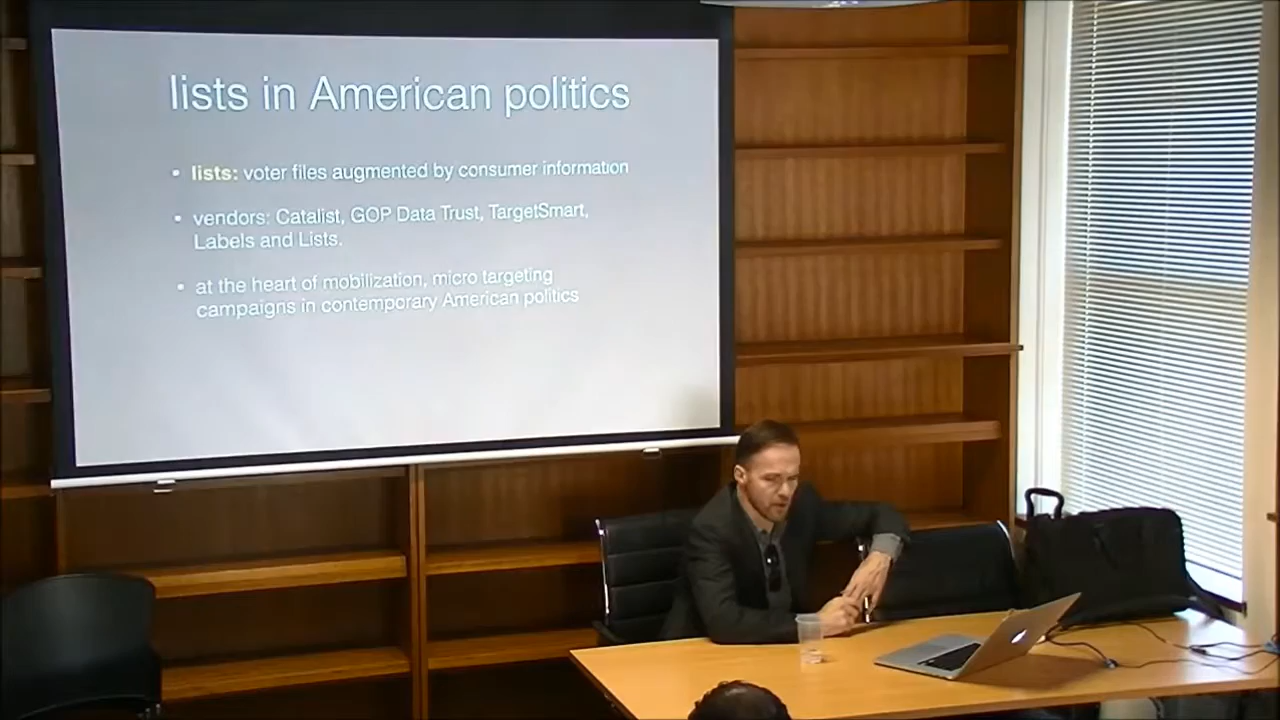 lists in American politics
• lists: voter files augmented by consumer information
• vendors: Catalist, GOP Data Trust, TargetSmart,
Labels and Lists.
• at the heart of mobilization, micro targeting
campaigns in contemporary American politics